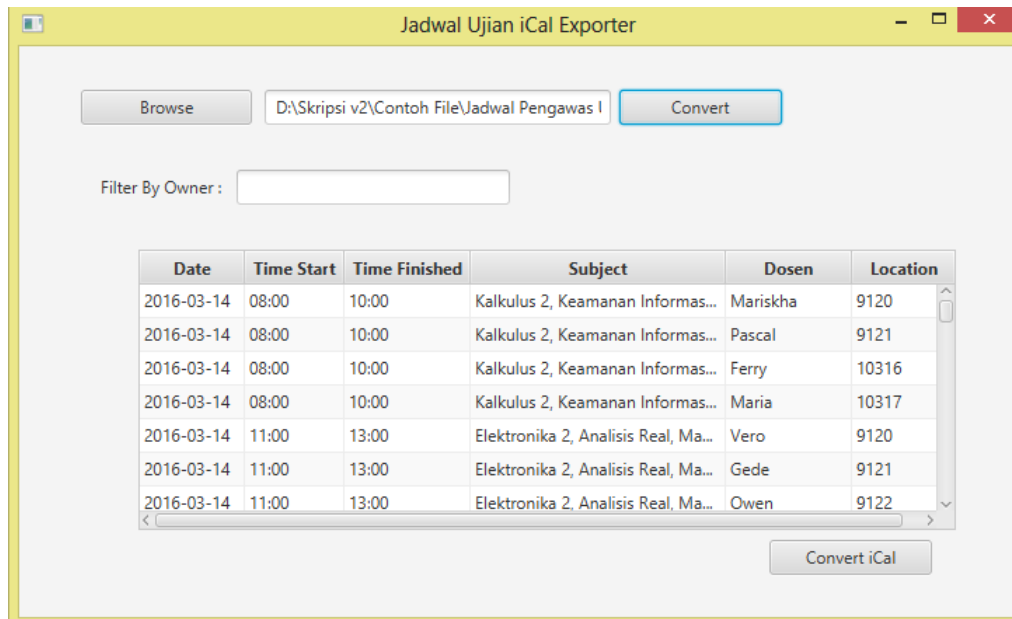 Jadwal Ujian iCal Exporter
Browse D:\Skripsi v2\Contoh File\Jadwal Pengawas Convert
Filter By Owner :
Date Time Start Time Finished Subject Dosen Location
2016-03-14 08:00 10:00 Kalkulus 2, Keamanan Informas... Mariskha 9120
2016-03-14 08:00 10:00 Kalkulus 2, Keamanan Informas... Pascal 9121
2016-03-14 08:00 10:00 Kalkulus 2, Keamanan Informas... Ferry 10316
2016-03-14 08:00 10:00 Kalkulus 2, Keamanan Informas... Maria 10317
2016-03-14 11:00 13:00 Elektronika 2, Analisis Real, Ma... Vero 9120
2016-03-14 11:00 13:00 Elektronika 2, Analisis Real, Ma... Gede 9121
2016-03-14 11:00 13:00 Elektronika 2, Analisis Real, Ma... Owen 9122
Convert iCal